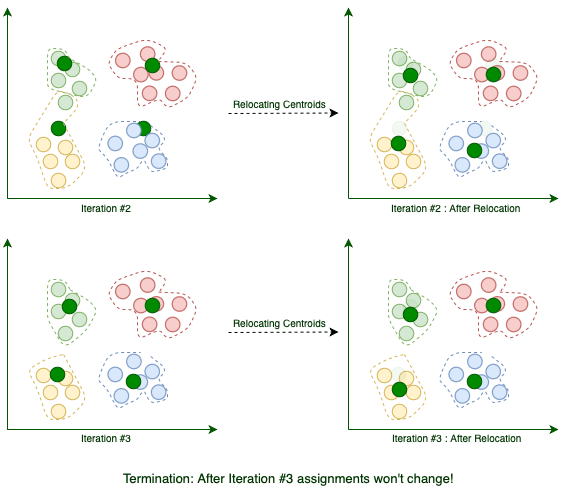 Relocating Centroids
Iteration #2
Iteration #2 : After Relocation
Relocating Centroids
Iteration #3
Iteration #3 : After Relocation
Termination: After Iteration #3 assignments won't change!